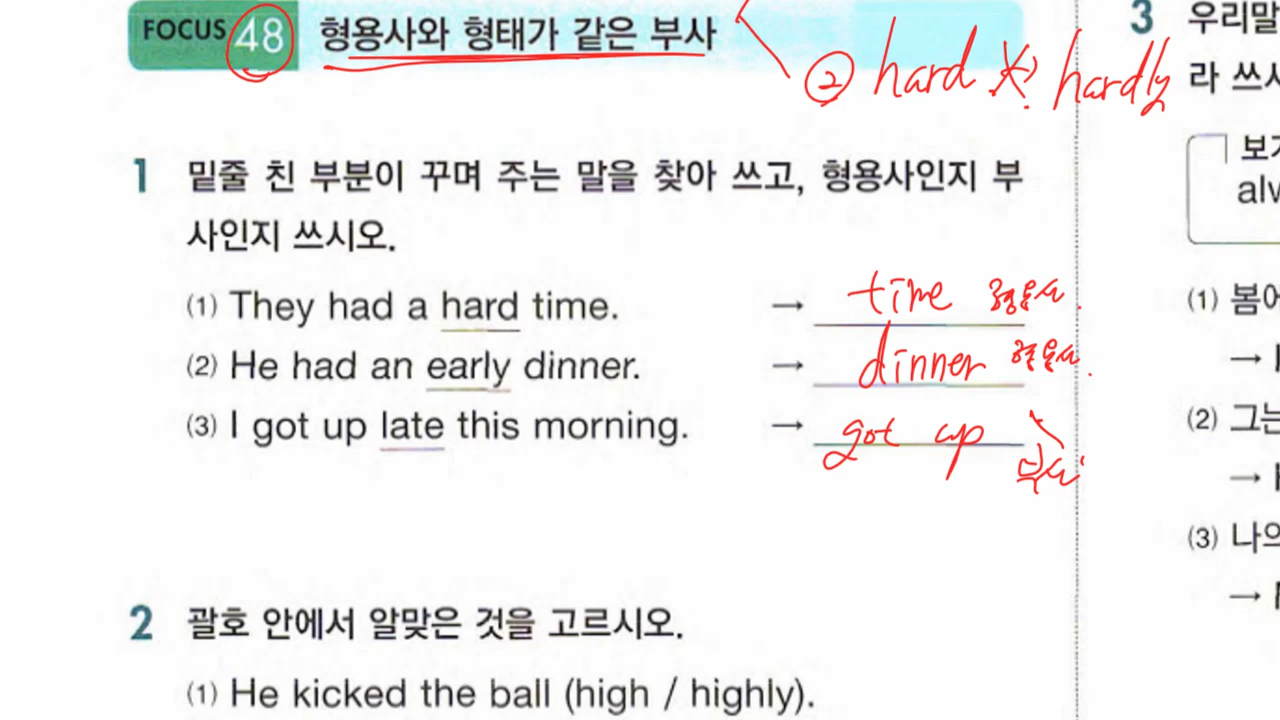 FOCUS 48 형용사와 형태가 같은 부사
② hard hardly
1 밑줄 친 부분이 꾸며 주는 말을 찾아 쓰고, 형용사인지 부
사인지 쓰시오.
(1) They had a hard time. → time 형용사.
(2) He had an early dinner. → dinner 형용사.
(3) I got up late this morning. → got up 부사
2 괄호 안에서 알맞은 것을 고르시오.
(1) He kicked the ball (high / highly).
3 우리말
라 쓰시
보기
alw
(1) 봄에
→
(2) 그는
→
(3) 나의
→